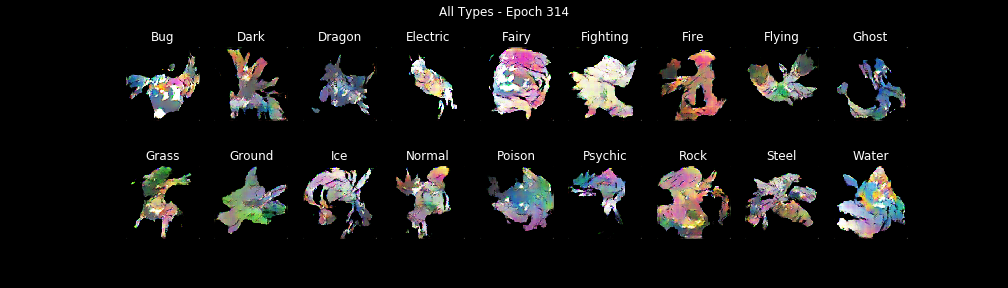 All Types - Epoch 314
Bug Dark Dragon Electric Fairy Fighting Fire Flying Ghost
Grass Ground Ice Normal Poison Psychic Rock Steel Water